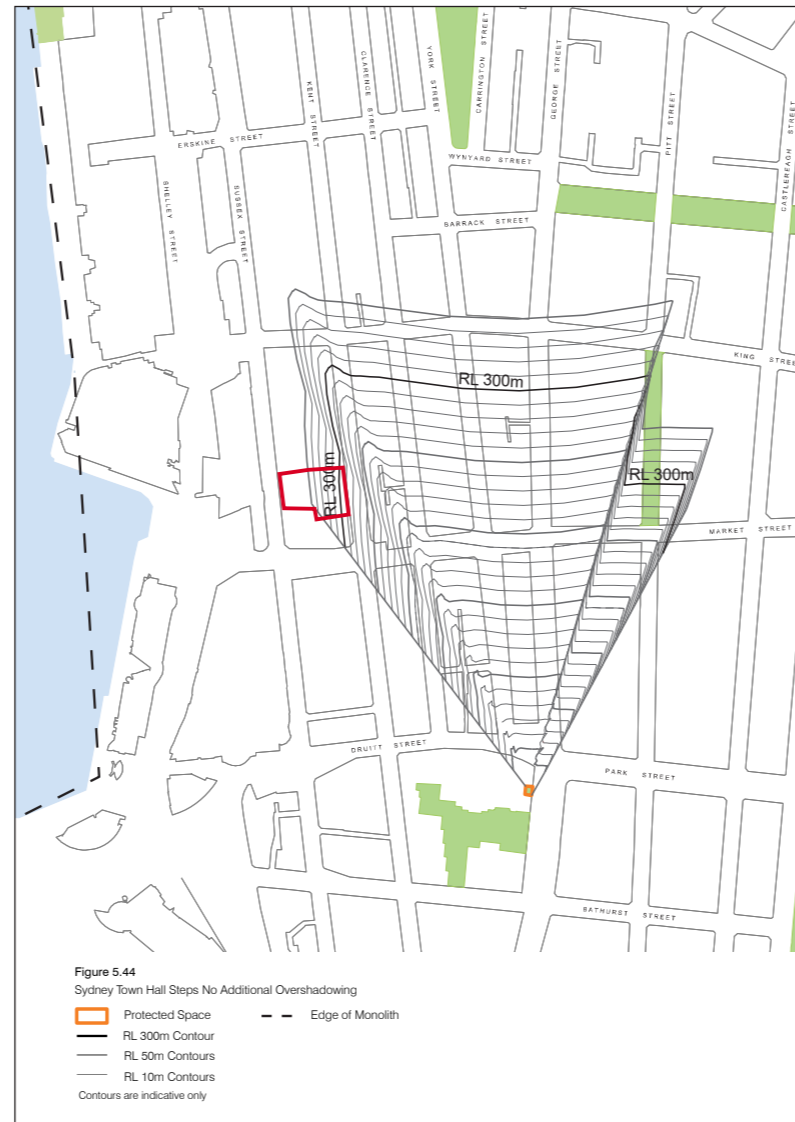 YORK STREET
CARRINGTON STREET
GEORGE STREET
CLARENCE STREET
KENT STREET
PITT STREET
CASTLEREAGH STREET
ERSKINE STREET
WYNYARD STREET
SHELLEY STREET
SUSSEX STREET
BARRACK STREET
KING STREE
RL 300m
RL 300m
RL 300m
MARKET STREET
DRUITT STREET
PARK STREET
BATHURST STREET
Figure 5.44
Sydney Town Hall Steps No Additional Overshadowing
Protected Space
Edge of Monolith
RL 300m Contour
RL 50m Contours
RL 10m Contours
Contours are indicative only